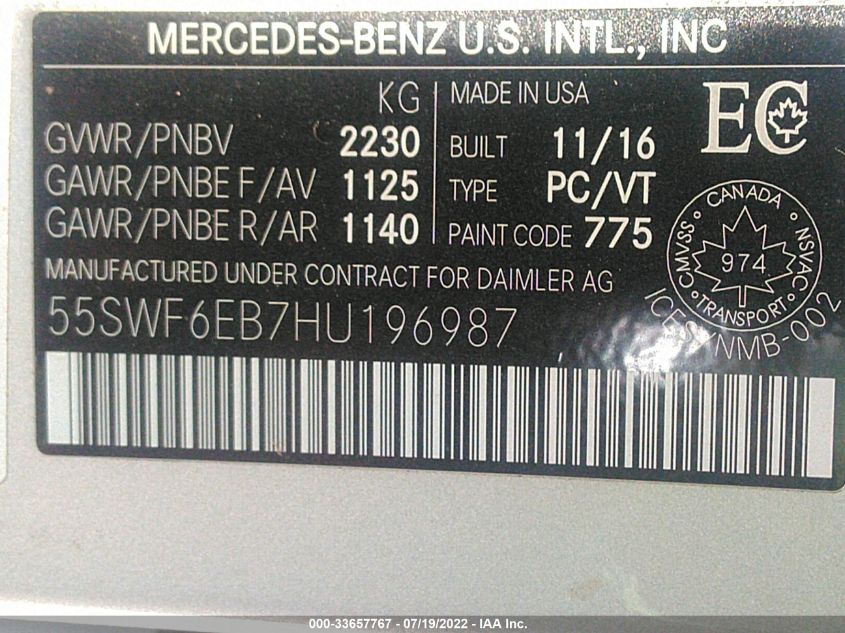 MERCEDES-BENZ U.S. INTL., INC
KG
GVWR/PNBV 2230
GAWR/PNBE F/AV 1125
GAWR/PNBE R/AR 1140
MADE IN USA
BUILT 11/16
TYPE PC/VT
PAINT CODE 775
EC
CANADA
CMVSS 974 NSVAC
TRANSPORT
MANUFACTURED UNDER CONTRACT FOR DAIMLER AG
55SWF6EB7HU196987
NMB-002
000-33657767 - 07/19/2022 - IAA Inc.